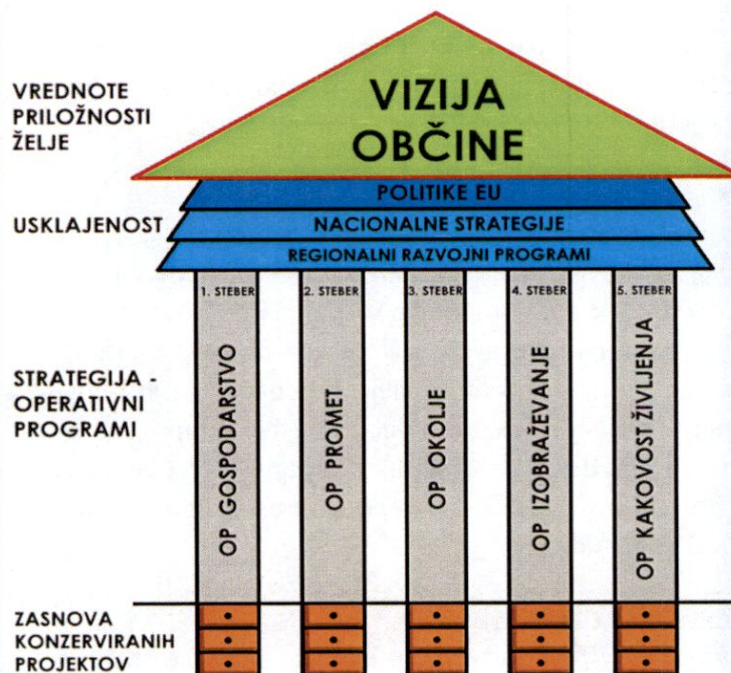 VREDNOTE
PRILOŽNOSTI
ŽELJE
VIZIJA
OBČINE
USKLAJENOST
POLITIKE EU
NACIONALNE STRATEGIJE
REGIONALNI RAZVOJNI PROGRAMI
STRATEGIJA -
OPERATIVNI
PROGRAMI
1. STEBER
OP GOSPODARSTVO
2. STEBER
OP PROMET
3. STEBER
OP OKOLJE
4. STEBER
OP IZOBRAŽEVANJE
5. STEBER
OP KAKOVOST ŽIVLJENJA
ZASNOVA
KONZERVIRANIH
PROJEKTOV